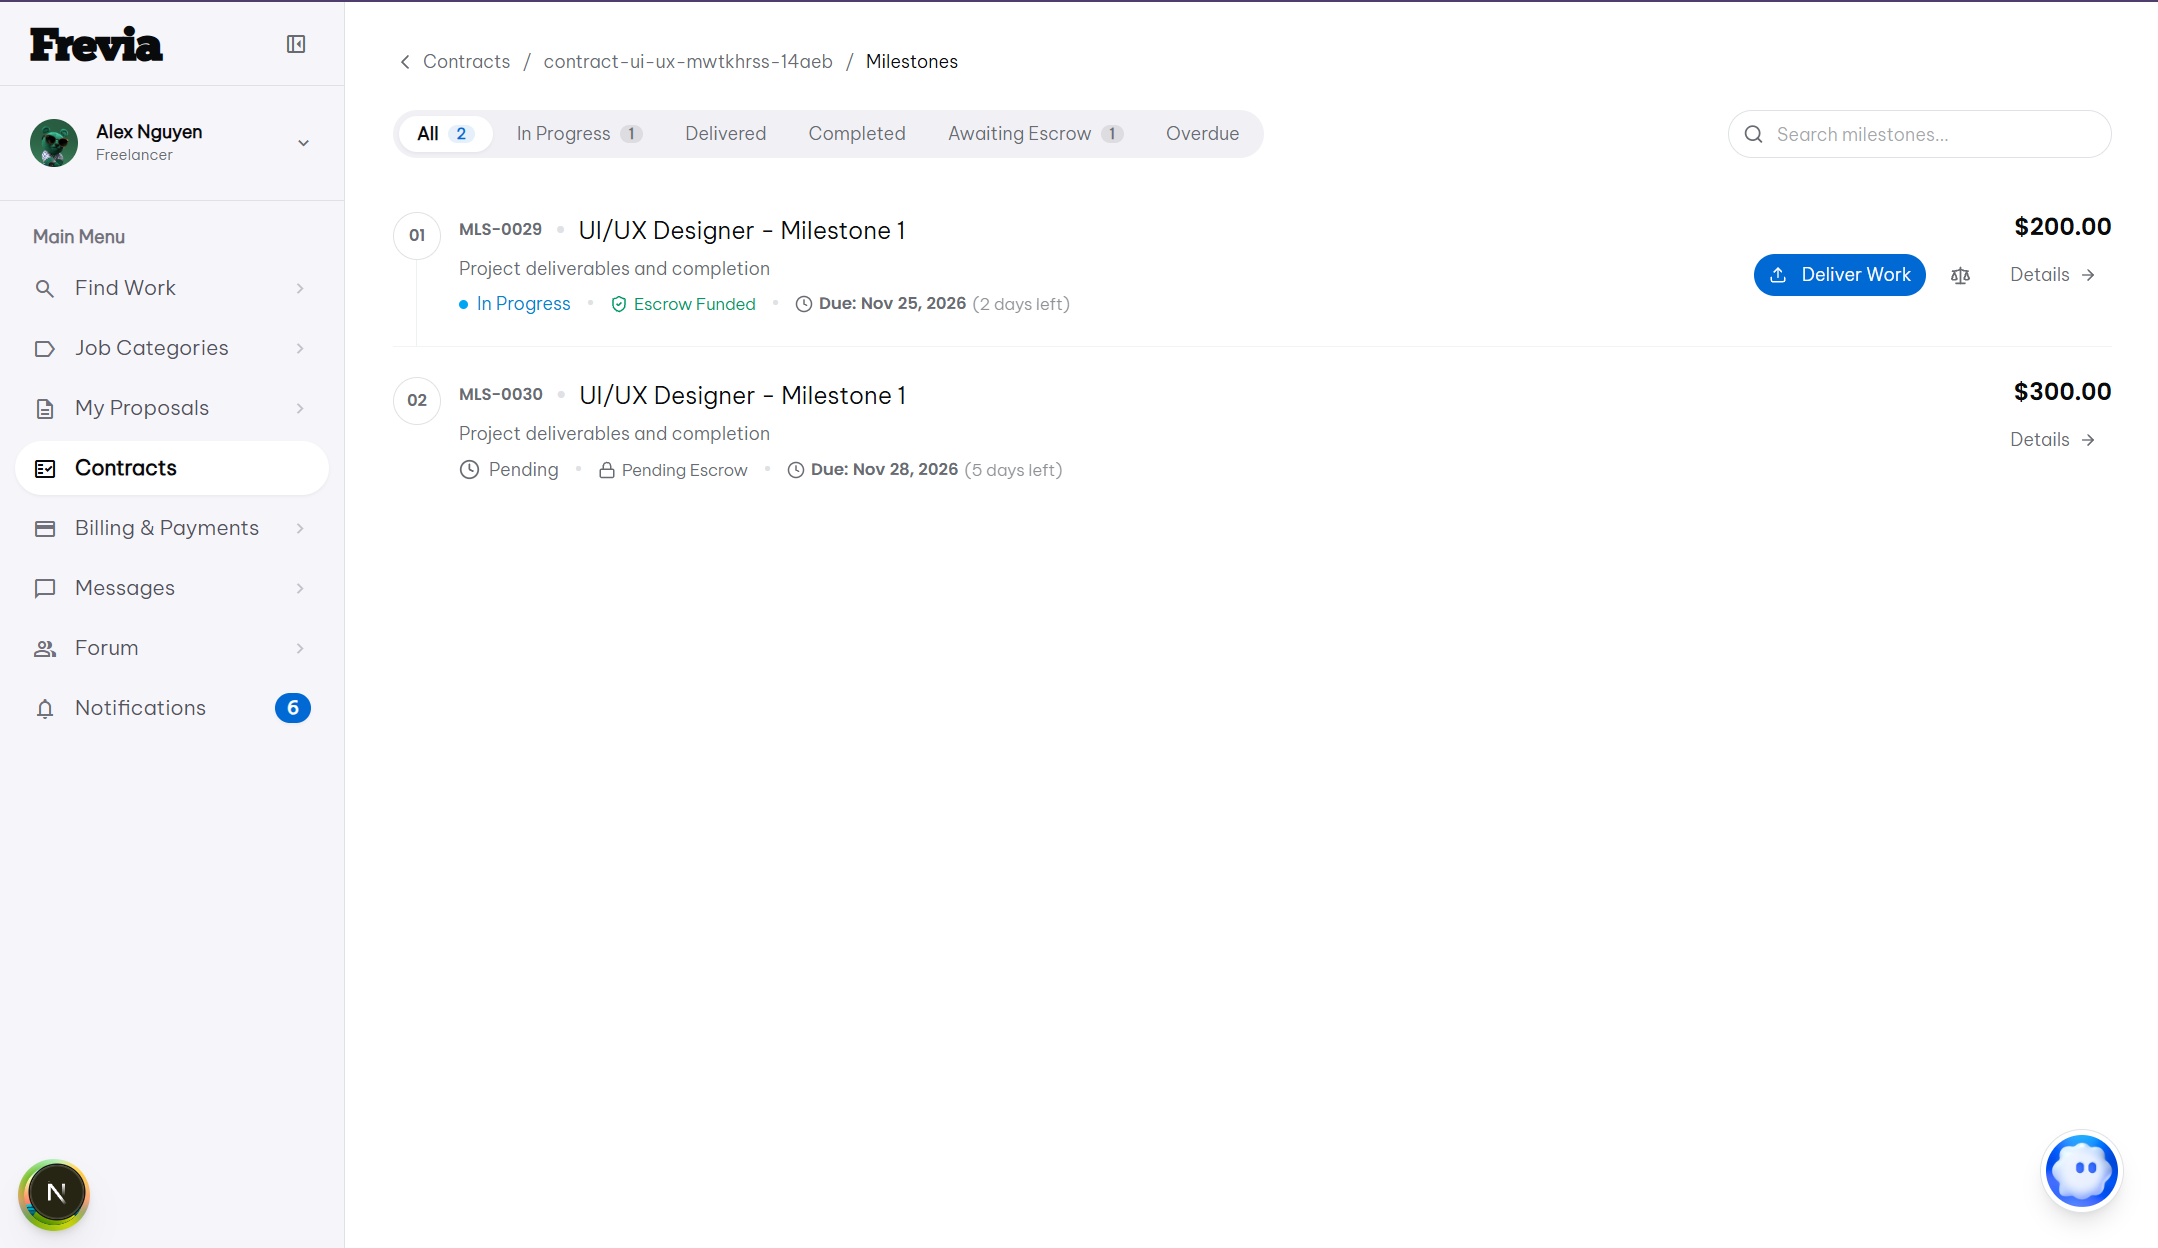 Frevia
Alex Nguyen
Freelancer
Main Menu
Find Work
Job Categories
My Proposals
Contracts
Billing & Payments
Messages
Forum
Notifications 6
N
Contracts / contract-ui-ux-mwtkhrss-14aeb / Milestones
All 2 In Progress 1 Delivered Completed Awaiting Escrow 1 Overdue
Search milestones...
01 MLS-0029 • UI/UX Designer - Milestone 1 $200.00
Project deliverables and completion
Deliver Work Details →
In Progress • Escrow Funded • Due: Nov 25, 2026 (2 days left)
02 MLS-0030 • UI/UX Designer - Milestone 1 $300.00
Project deliverables and completion
Details →
Pending • Pending Escrow • Due: Nov 28, 2026 (5 days left)